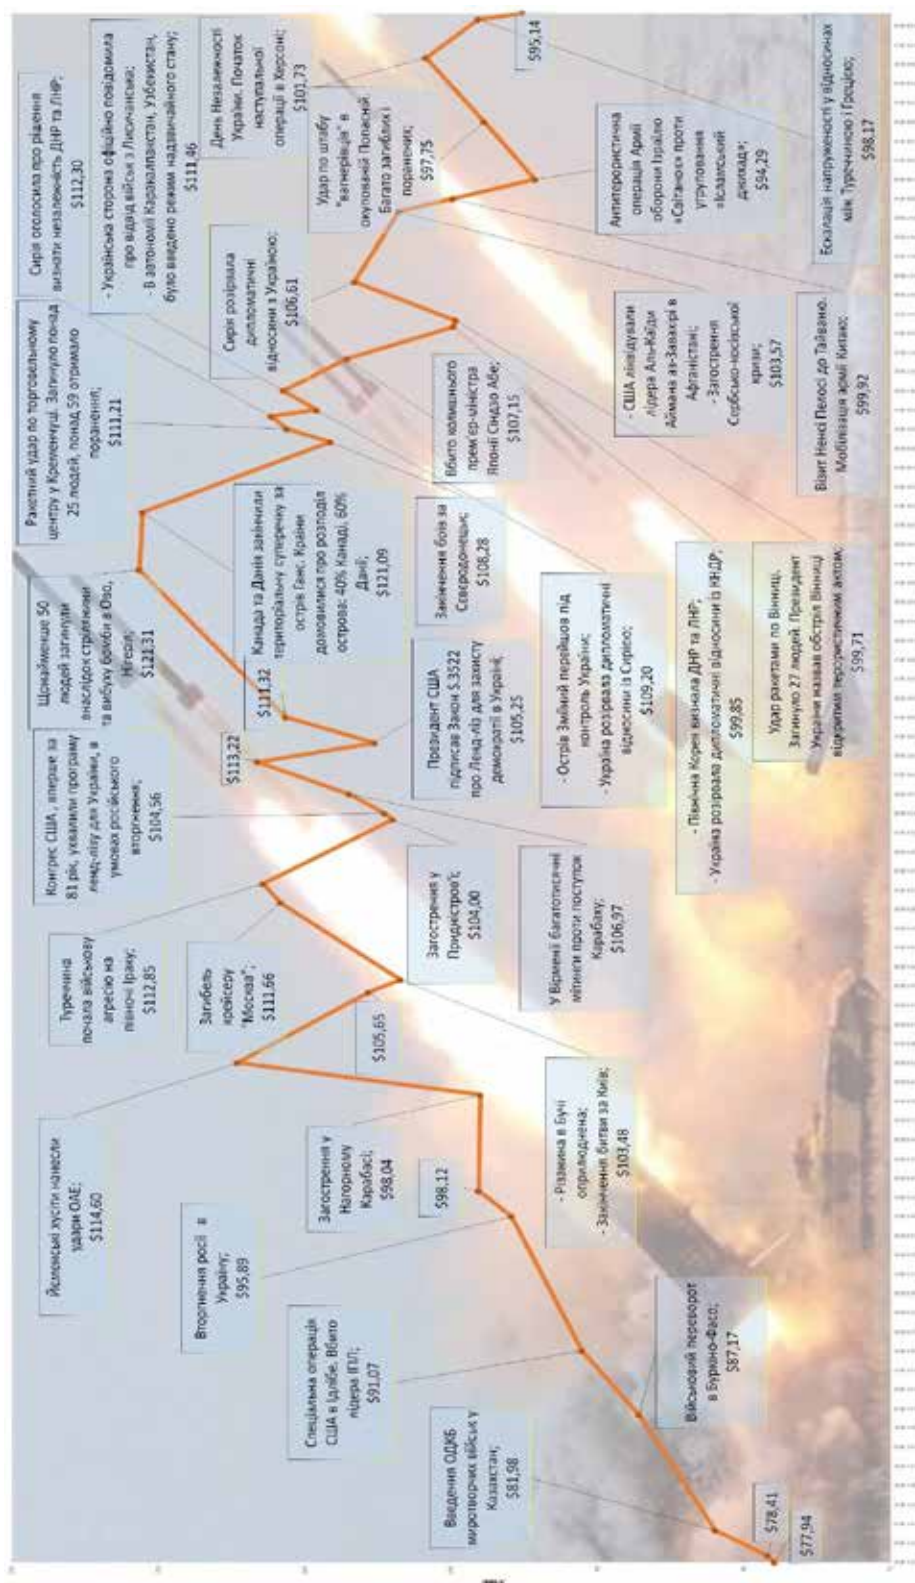 Йєменські хусіти нанесли
удари ОАЕ;
$114,60
Туреччина
почала військову
агресію на
півночі Іраку;
$112,85
Конгрес США , вперше за
81 рік, ухвалили програму
ленд-лізу для України, в
умовах російського
вторгнення;
$104,56
Щонайменше 50
людей загинули
внаслідок стрілянини
та вибуху бомби в Ово,
Нігерія;
$121,31
Ракетний удар по торговельному
центру у Кременчуці. Загинуло понад
25 людей, понад 59 отримало
поранення;
$111,21
Сирія оголосила про рішення
визнати незалежність ДНР та ЛНР;
$112,30
- Українська сторона офіційно повідомила
про відвід військ з Лисичанська;
- В автономії Каракалпакстан, Узбекистан,
було введено режим надзвичайного стану;
$111,46
День Незалежності
України. Початок
наступальної
операції в Херсоні;
$101,73
Вторгнення росії в
Україну;
$95,89
Загибель
крейсеру
"Москва";
$111.66
$113,22
$111,32
Канада та Данія закінчили
територіальну суперечку за
острів Ганс. Країни
домовилися про розподіл
острова: 40% Канаді, 60%
Данії;
$121,09
Сирія розірвала
дипломатичні
відносини з Україною;
$106,61
Удар по штабу
"вагнерівців" в
окупованій Попасній
Багато загиблих і
поранених;
$97,75
Спеціальна операція
США в Ідлібе. Вбито
лідера ІГІЛ;
$91,07
Загострення у
Нагорному
Карабасі;
$98,04
$105,65
Загострення у
Придністров'ї;
$104,00
Президент США
підписав Закон S.3522
про Ленд-ліз для захисту
демократії в Україні;
$105,25
Закінчення боїв за
Сєвєродонецьк;
$108,28
Вбито колишнього
прем'єр-міністра
Японії Сіндзо Абе;
$107,15
$95,14
Введення ОДКБ
миротворчих військ у
Казахстан;
$81,98
$98.12
- Різанина в Бучі
оприлюднена;
- Закінчення битви за Київ;
$103,48
У Вірменії багатотисячні
мітинги проти поступок
Карабаху;
$106,97
- Острів Зміїний перейшов під
контроль України;
- Україна розірвала дипломатичні
відносини із Сирією;
$109,20
- США ліквідували
лідера Аль-Каїди
Аймана аз-Завахірі в
Афганістані;
- Загострення
Сербсько-косівської
кризи;
$103,57
Антитерористична
операція Армії
оборони Ізраїлю
«Світанок» проти
угруповання
«Ісламський
джихад»;
$94,29
Військовий переворот
в Буркіно-Фасо;
$87,17
- Північна Корея визнала ДНР та ЛНР;
- Україна розірвала дипломатичні відносини із КНДР;
$99,85
Удар ракетами по Вінниці.
Загинуло 27 людей. Президент
України назвав обстріл Вінниці
відкритим терористичним актом;
$99,71
Візит Ненсі Пелосі до Тайваню.
Мобілізація армії Китаю;
$99,92
Ескалація напруженості у відносинах
між Туреччиною і Грецією;
$98,17
$78,41
$77,94